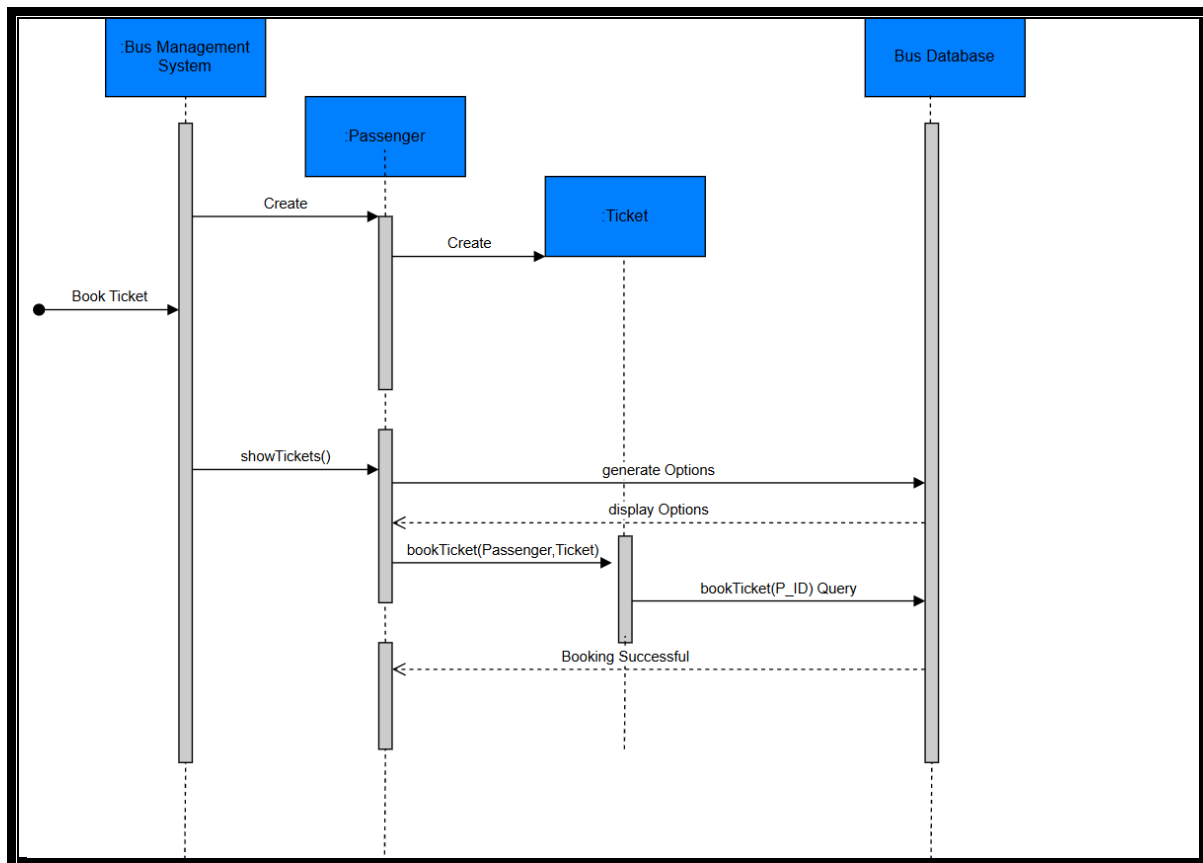 :Bus Management
System
Bus Database
:Passenger
:Ticket
Create
Create
Book Ticket
showTickets()
generate Options
display Options
bookTicket(Passenger,Ticket)
bookTicket(P_ID) Query
Booking Successful